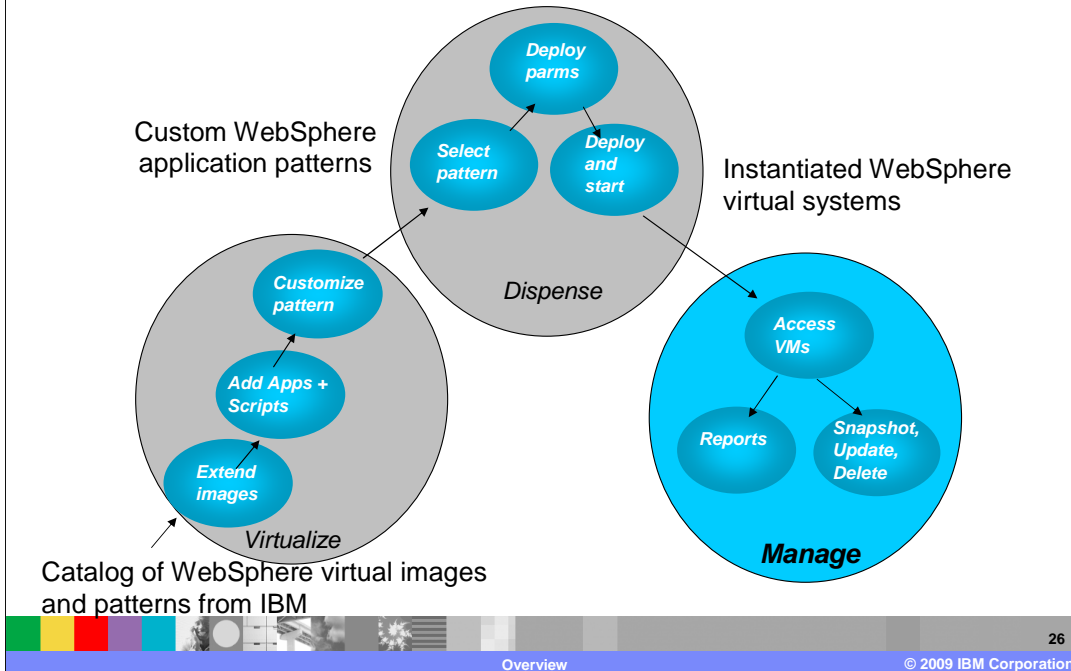 Deploy
parms
Custom WebSphere
application patterns
Select
pattern
Deploy
and
start
Instantiated WebSphere
virtual systems
Dispense
Customize
pattern
Add Apps +
Scripts
Extend
images
Virtualize
Catalog of WebSphere virtual images
and patterns from IBM
Access
VMs
Reports
Snapshot,
Update,
Delete
Manage
26
Overview
© 2009 IBM Corporation